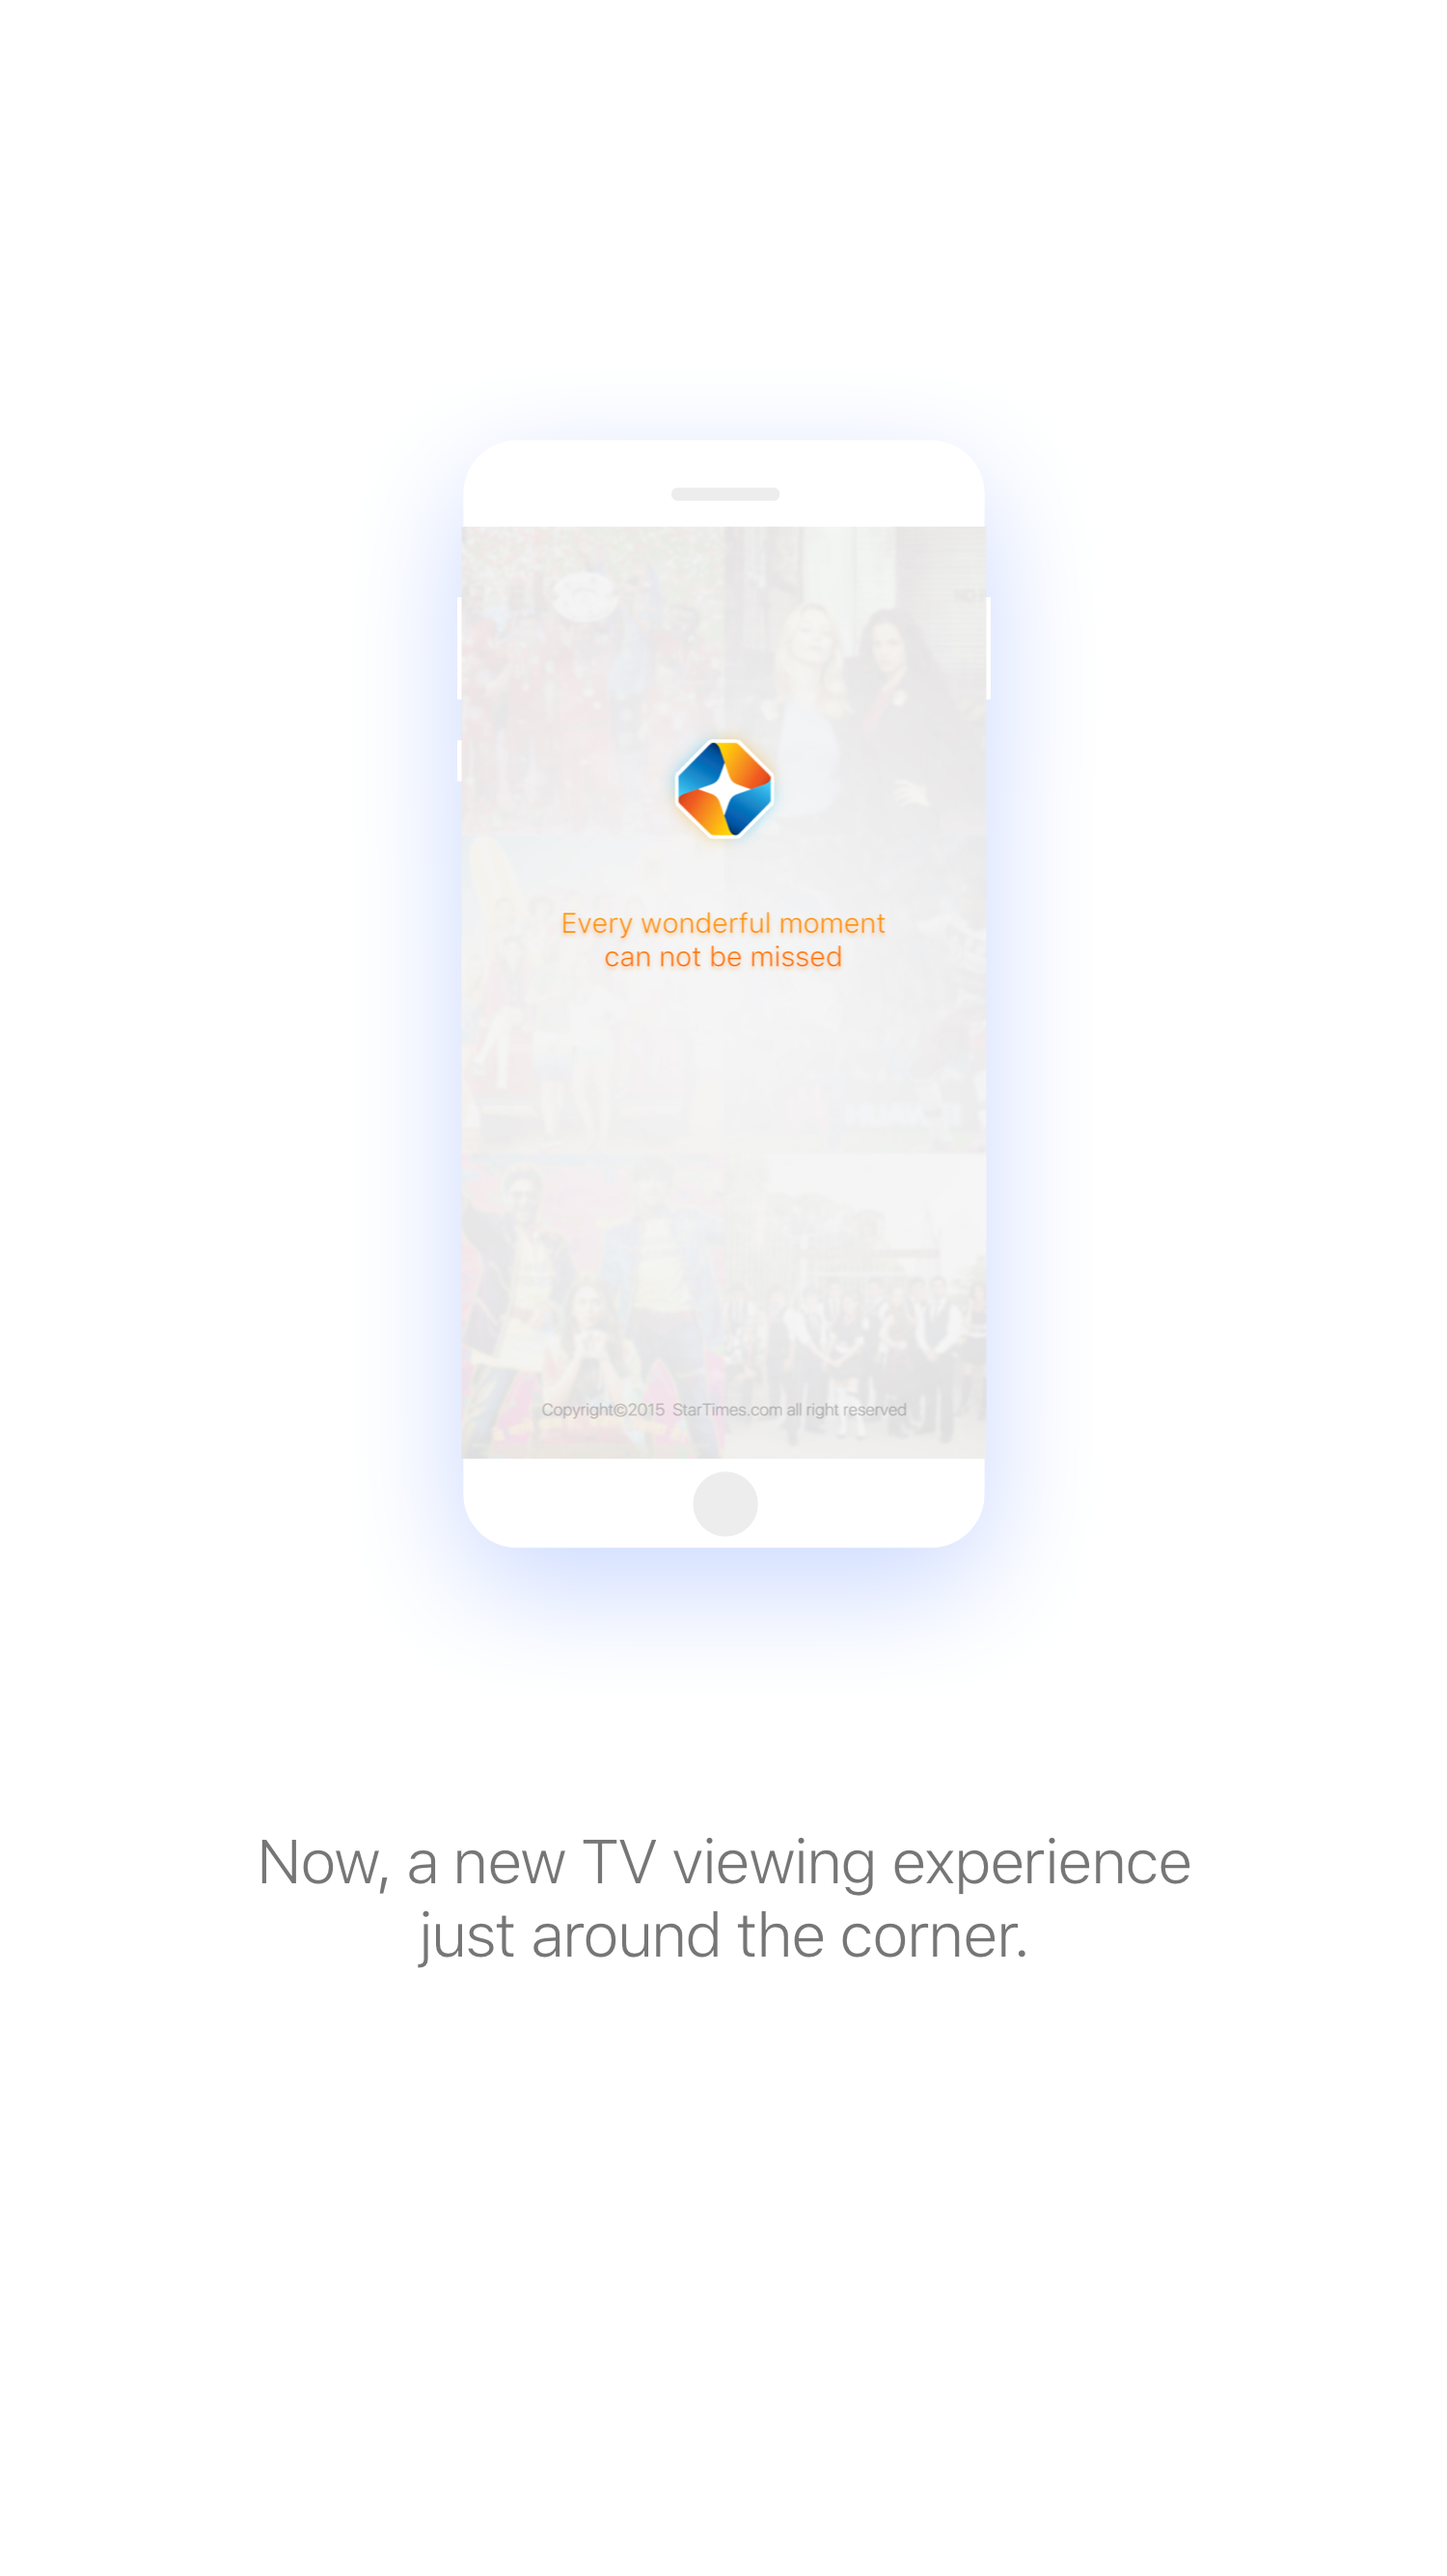 Every wonderful moment
can not be missed
Copyright©2015 StarTimes.com all right reserved
Now, a new TV viewing experience
just around the corner.